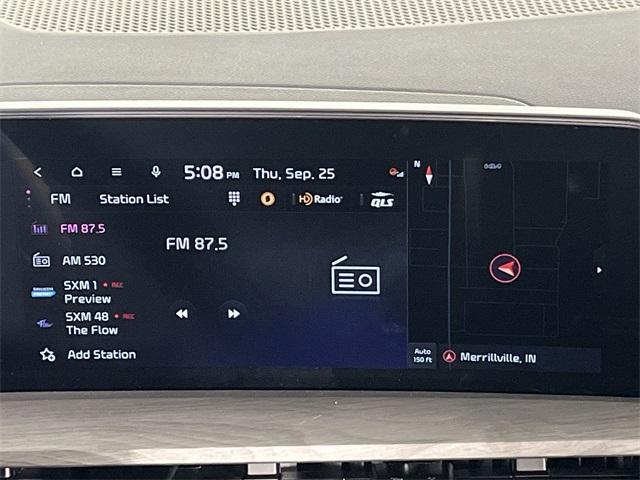 5:08 PM Thu, Sep. 25
N
FM Station List HD Radio QLS
FM 87.5
FM 87.5
AM 530
SXM 1 REC
Preview
SXM 48 REC
The Flow
Add Station
Auto
150 ft
Merrillville, IN